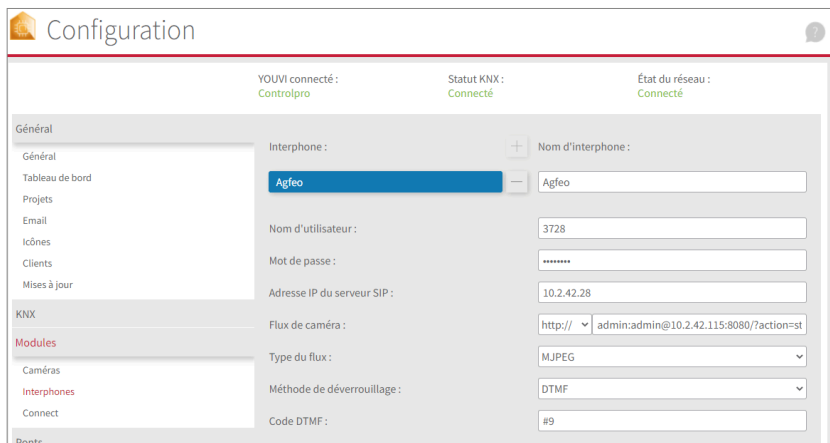 Configuration
?
YOUVI connecté :
Controlpro
Statut KNX :
Connecté
État du réseau :
Connecté
Général
Général
Tableau de bord
Projets
Email
Icônes
Clients
Mises à jour
KNX
Modules
Caméras
Interphones
Connect
Ponts
Interphone :
+
Nom d'interphone :
Agfeo
—
Agfeo
Nom d'utilisateur :
3728
Mot de passe :
••••••••
Adresse IP du serveur SIP :
10.2.42.28
Flux de caméra :
http://
admin:admin@10.2.42.115:8080/?action=st
Type du flux :
MJPEG
Méthode de déverrouillage :
DTMF
Code DTMF :
#9